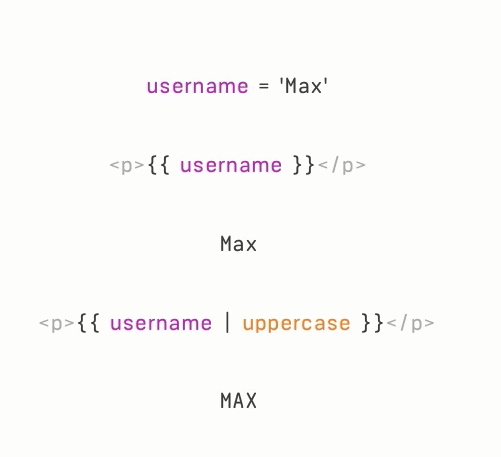 username = 'Max'
<p>{{ username }}</p>
Max
<p>{{ username | uppercase }}</p>
MAX